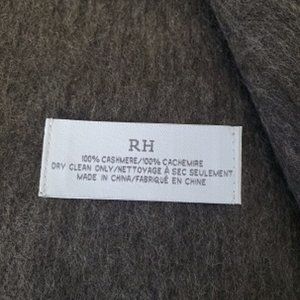 RH
100% CASHMERE/100% CACHEMIRE
DRY CLEAN ONLY/NETTOYAGE À SEC SEULEMENT
MADE IN CHINA/FABRIQUÉ EN CHINE